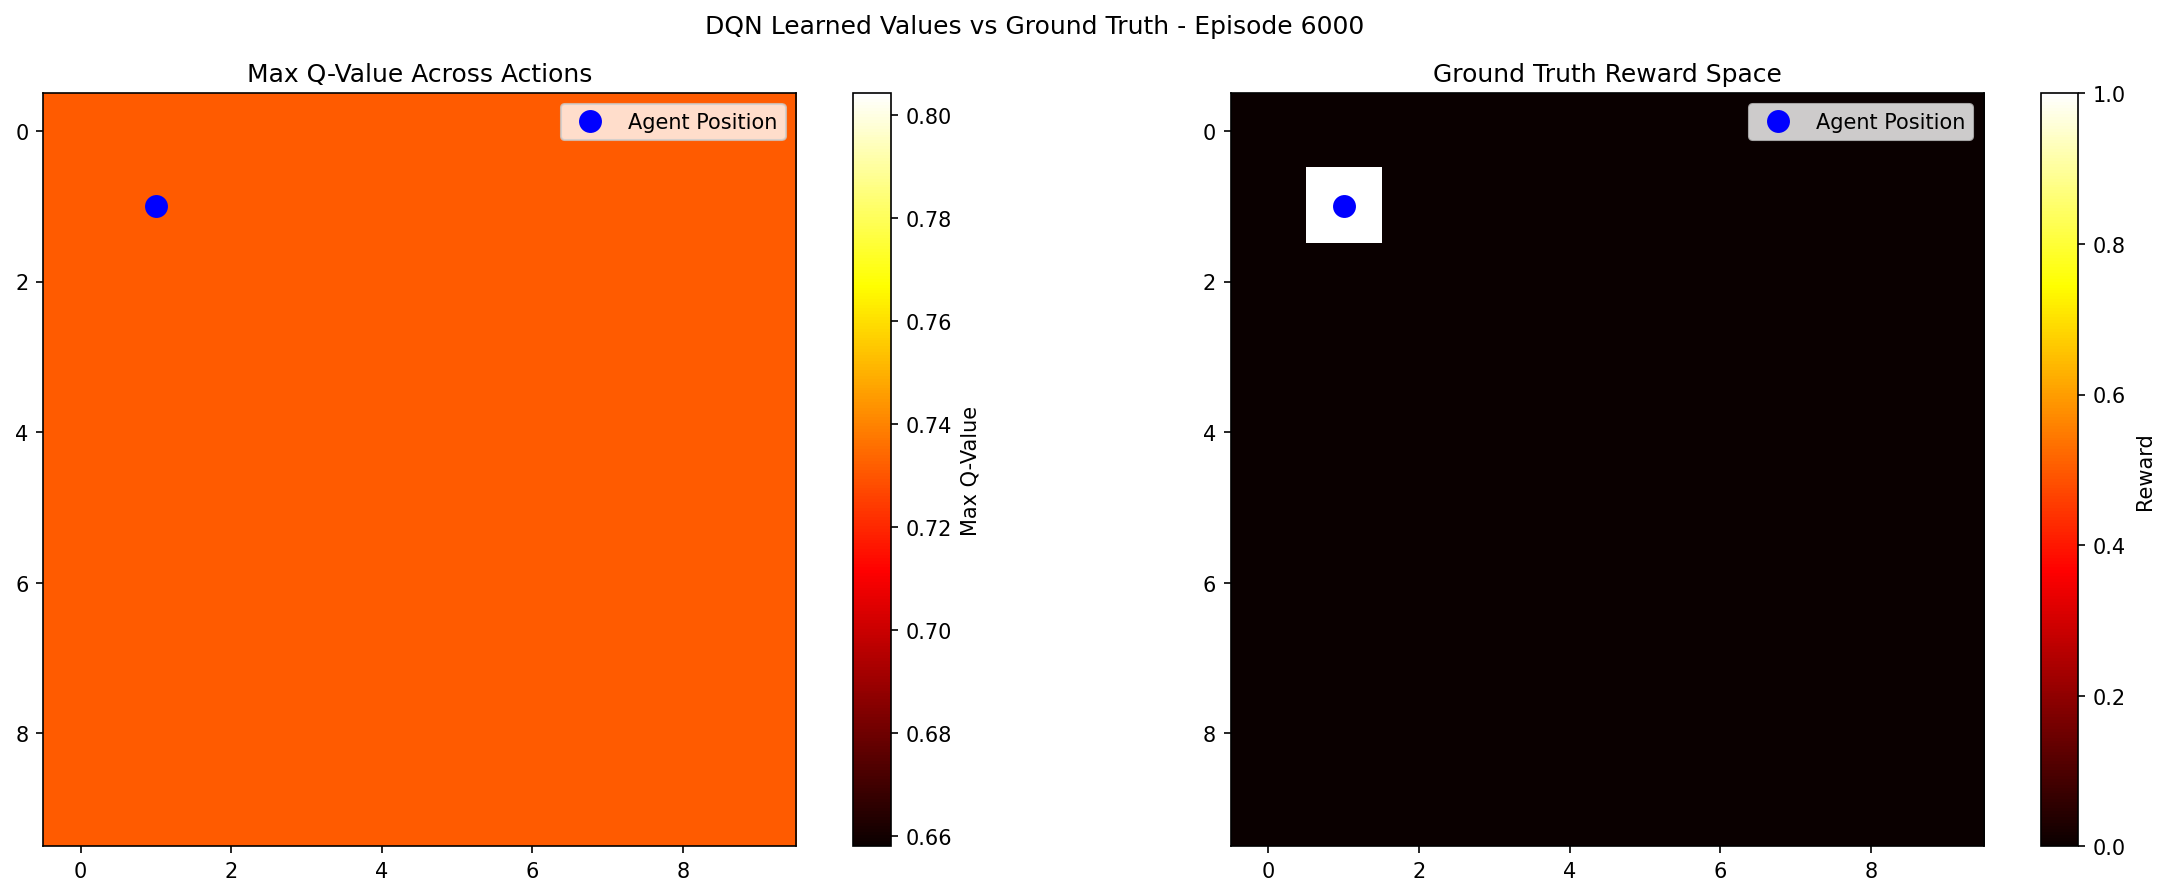 DQN Learned Values vs Ground Truth - Episode 6000
Max Q-Value Across Actions
Agent Position
0
2
4
6
8
0 2 4 6 8
0.80
0.78
0.76
0.74
0.72
0.70
0.68
0.66
Max Q-Value
Ground Truth Reward Space
Agent Position
0
2
4
6
8
0 2 4 6 8
1.0
0.8
0.6
0.4
0.2
0.0
Reward